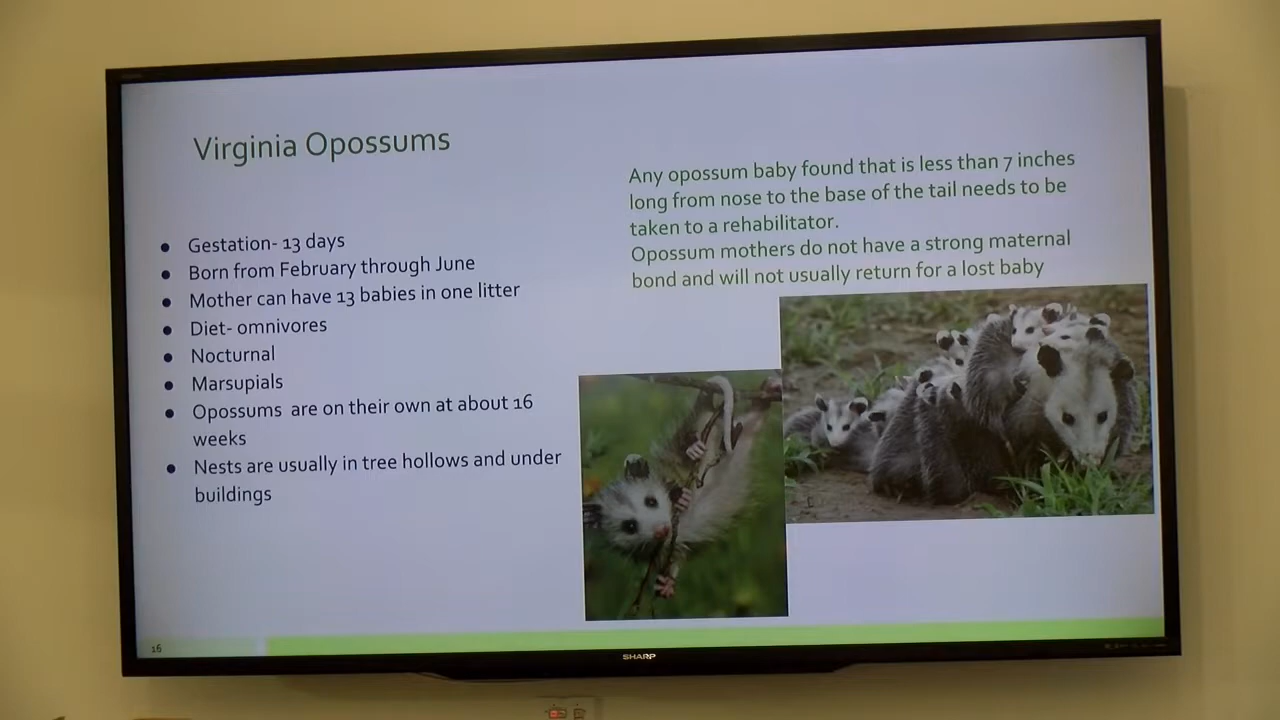 Virginia Opossums
Any opossum baby found that is less than 7 inches
long from nose to the base of the tail needs to be
taken to a rehabilitator.
Opossum mothers do not have a strong maternal
bond and will not usually return for a lost baby
● Gestation- 13 days
● Born from February through June
● Mother can have 13 babies in one litter
● Diet- omnivores
● Nocturnal
● Marsupials
● Opossums are on their own at about 16
weeks
● Nests are usually in tree hollows and under
buildings
16
SHARP